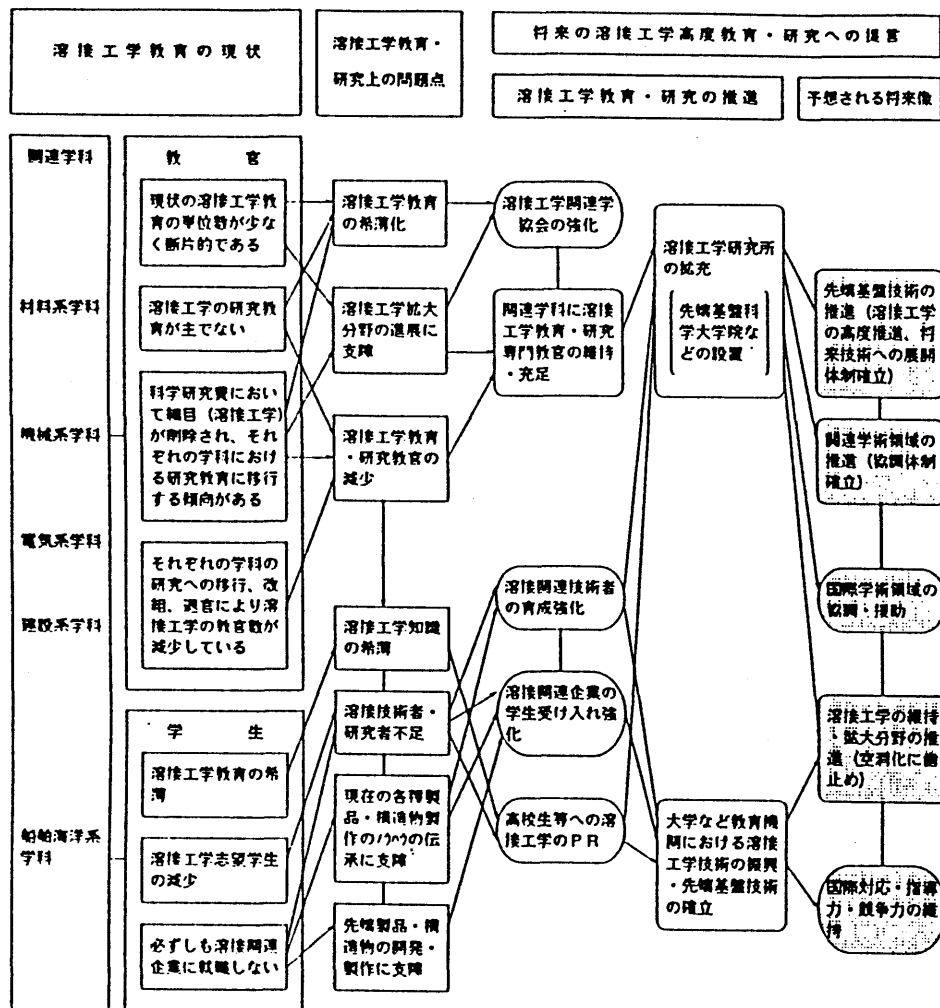 溶接工学教育の現状
溶接工学教育・
研究上の問題点
将来の溶接工学高度教育・研究への提言
溶接工学教育・研究の推進
予想される将来像
関連学科
材料系学科
機械系学科
電気系学科
建設系学科
船舶海洋系
学科
教官
現状の溶接工学教
育の単位数が少な
く断片的である
溶接工学の研究教
育が主でない
科学研究費におい
て細目(溶接工学)
が削除され、それ
ぞれの学科におけ
る研究教育に移行
する傾向がある
それぞれの学科の
研究への移行、改
組、退官により溶
接工学の教官数が
減少している
学生
溶接工学教育の希
薄
溶接工学志望学生
の減少
必ずしも溶接関連
企業に就職しない
溶接工学教育
の希薄化
溶接工学拡大
分野の進展に
支障
溶接工学教育
・研究教官の
減少
溶接工学知識
の希薄
溶接技術者・
研究者不足
現在の各種製
品・構造物製
作のノウハウの伝
承に支障
先端製品・構
造物の開発・
製作に支障
溶接工学関連学
協会の強化
関連学科に溶接
工学教育・研究
専門教官の維持
・充足
溶接関連技術者
の育成強化
溶接関連企業の
学生受け入れ強
化
高校生等への溶
接工学のPR
溶接工学研究所
の拡充
先端基盤科
学大学院な
どの設置
大学など教育機
関における溶接
工学技術の振興
・先端基盤技術
の確立
先端基盤技術の
推進(溶接工学
の高度推進、将
来技術への展開
体制確立)
関連学術領域の
推進(協調体制
確立)
国際学術領域の
協調・援助
溶接工学の維持
・拡大分野の推
進(空洞化に歯
止め)
国際対応・指導
力・競争力の維
持